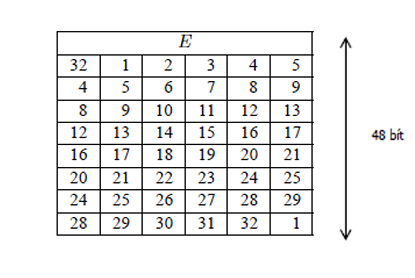 E
32 1 2 3 4 5
4 5 6 7 8 9
8 9 10 11 12 13
12 13 14 15 16 17
16 17 18 19 20 21
20 21 22 23 24 25
24 25 26 27 28 29
28 29 30 31 32 1
48 bít